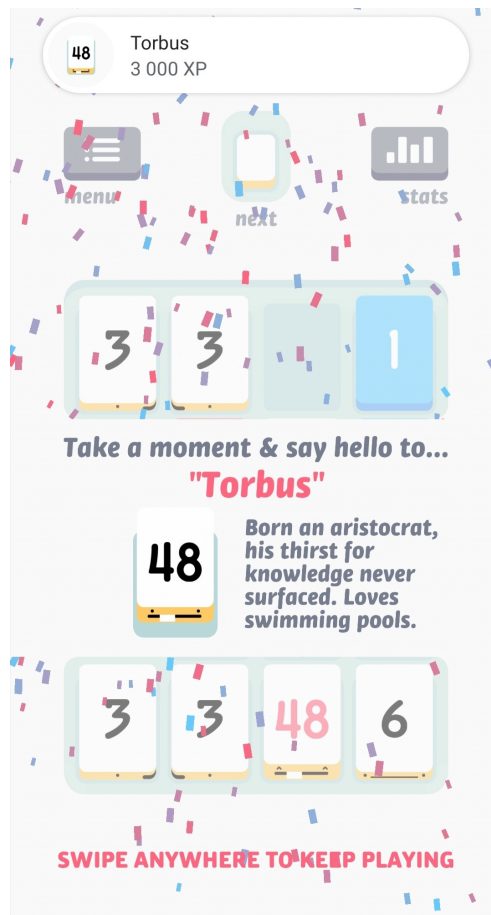 48
Torbus
3 000 XP
menu
next
stats
3 3 1
Take a moment & say hello to...
"Torbus"
48
Born an aristocrat,
his thirst for
knowledge never
surfaced. Loves
swimming pools.
3 3 48 6
SWIPE ANYWHERE TO KEEP PLAYING